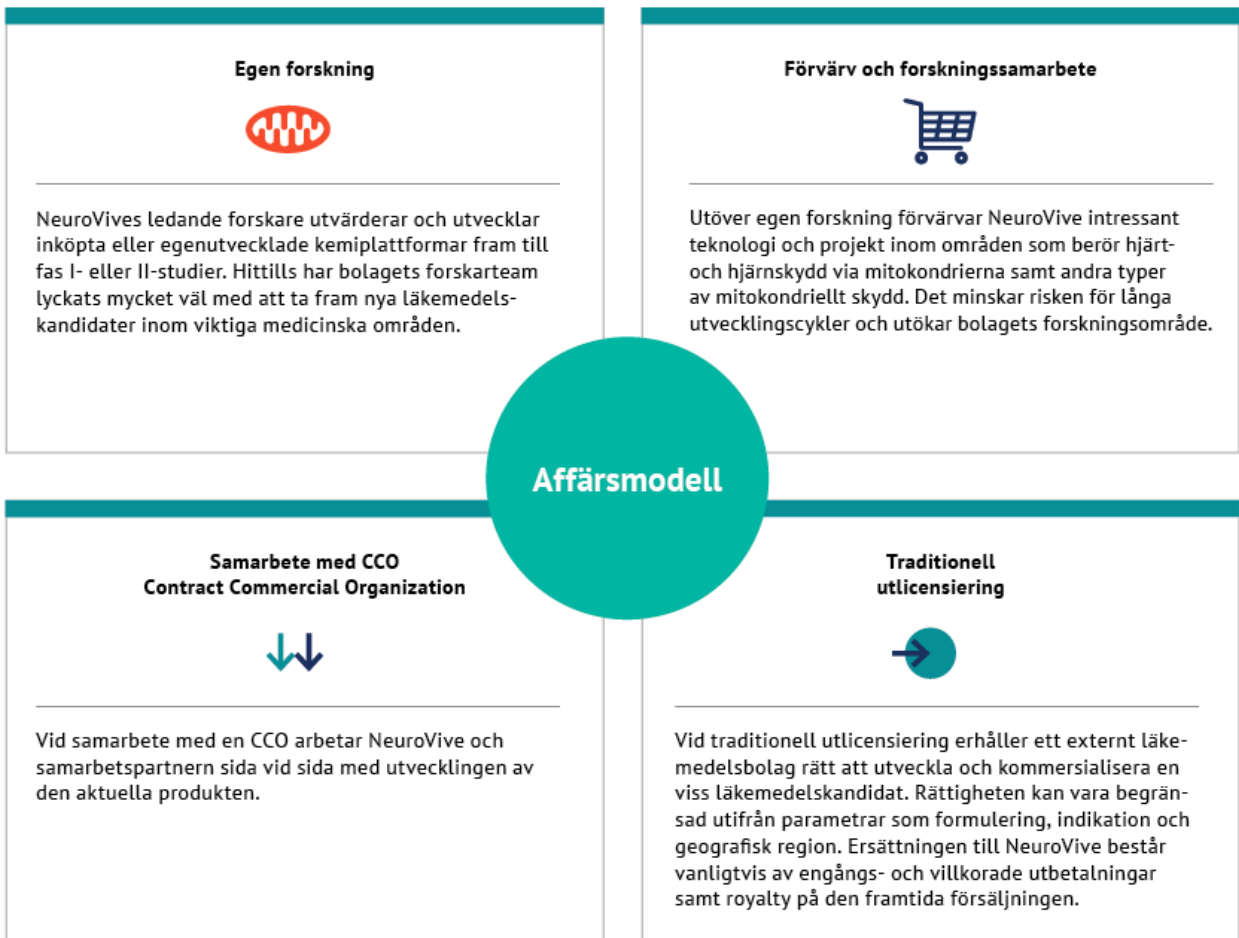 Egen forskning
NeuroVives ledande forskare utvärderar och utvecklar
inköpta eller egenutvecklade kemiplattformar fram till
fas I- eller II-studier. Hittills har bolagets forskarteam
lyckats mycket väl med att ta fram nya läkemedels-
kandidater inom viktiga medicinska områden.
Förvärv och forskningssamarbete
Utöver egen forskning förvärvar NeuroVive intressant
teknologi och projekt inom områden som berör hjärt-
och hjärnskydd via mitokondrierna samt andra typer
av mitokondriellt skydd. Det minskar risken för långa
utvecklingscykler och utökar bolagets forskningsområde.
Affärsmodell
Samarbete med CCO
Contract Commercial Organization
Vid samarbete med en CCO arbetar NeuroVive och
samarbetspartnern sida vid sida med utvecklingen av
den aktuella produkten.
Traditionell
utlicensiering
Vid traditionell utlicensiering erhåller ett externt läke-
medelsbolag rätt att utveckla och kommersialisera en
viss läkemedelskandidat. Rättigheten kan vara begrän-
sad utifrån parametrar som formulering, indikation och
geografisk region. Ersättningen till NeuroVive består
vanligtvis av engångs- och villkorade utbetalningar
samt royalty på den framtida försäljningen.